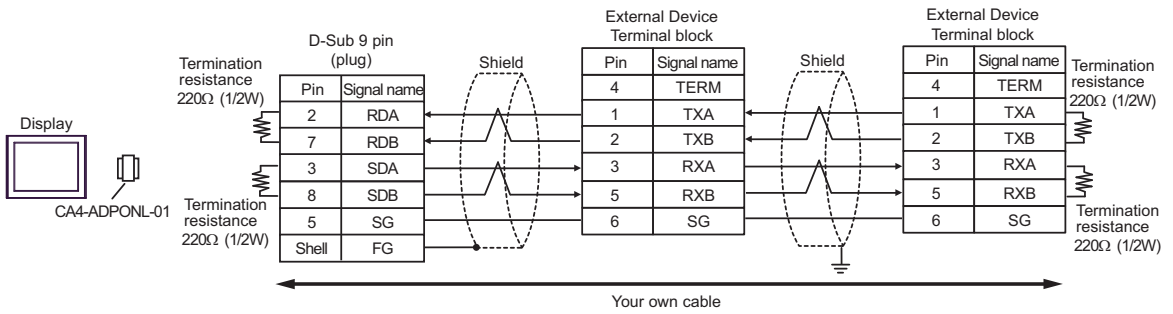 Display
CA4-ADPONL-01
Termination
resistance
220Ω (1/2W)
Termination
resistance
220Ω (1/2W)
D-Sub 9 pin
(plug)
Pin Signal name
2 RDA
7 RDB
3 SDA
8 SDB
5 SG
Shell FG
Shield
External Device
Terminal block
Pin Signal name
4 TERM
1 TXA
2 TXB
3 RXA
5 RXB
6 SG
Shield
External Device
Terminal block
Pin Signal name
4 TERM
1 TXA
2 TXB
3 RXA
5 RXB
6 SG
Termination
resistance
220Ω (1/2W)
Termination
resistance
220Ω (1/2W)
Your own cable